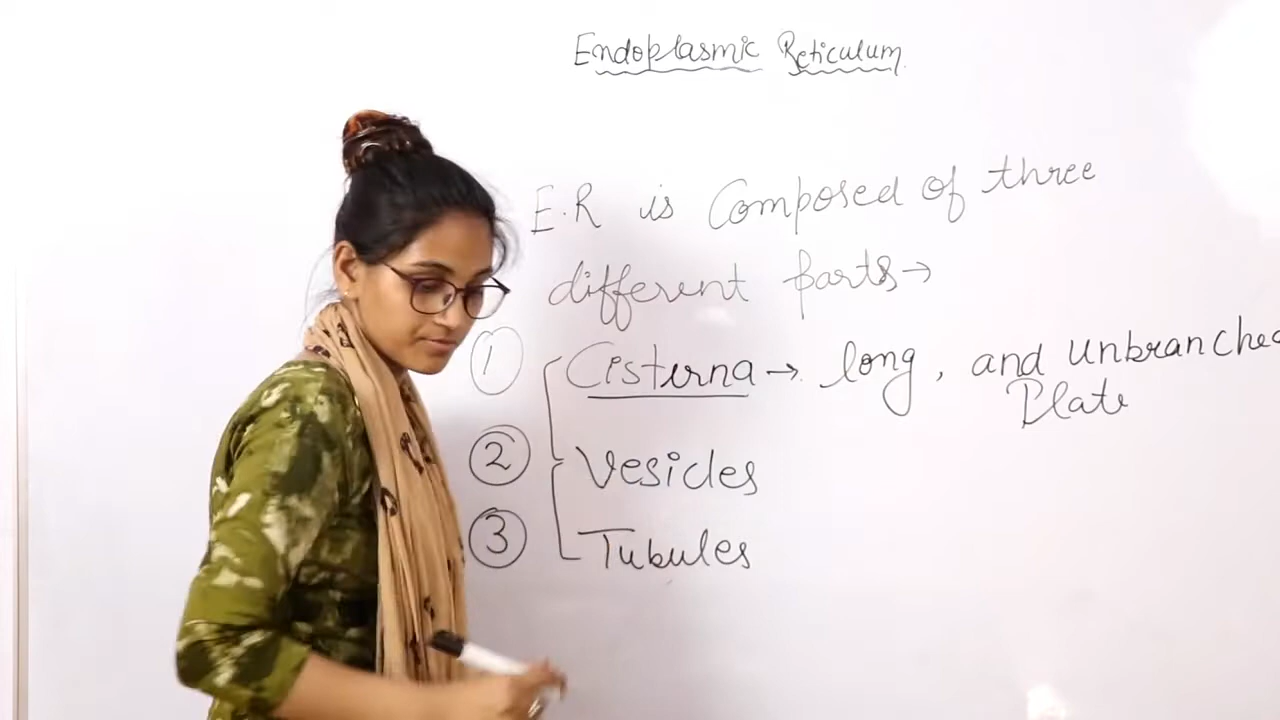 Endoplasmic Reticulum
E.R is Composed of three
different parts→
1 Cisterna → long, and unbranched
Plate
2 Vesicles
3 Tubules